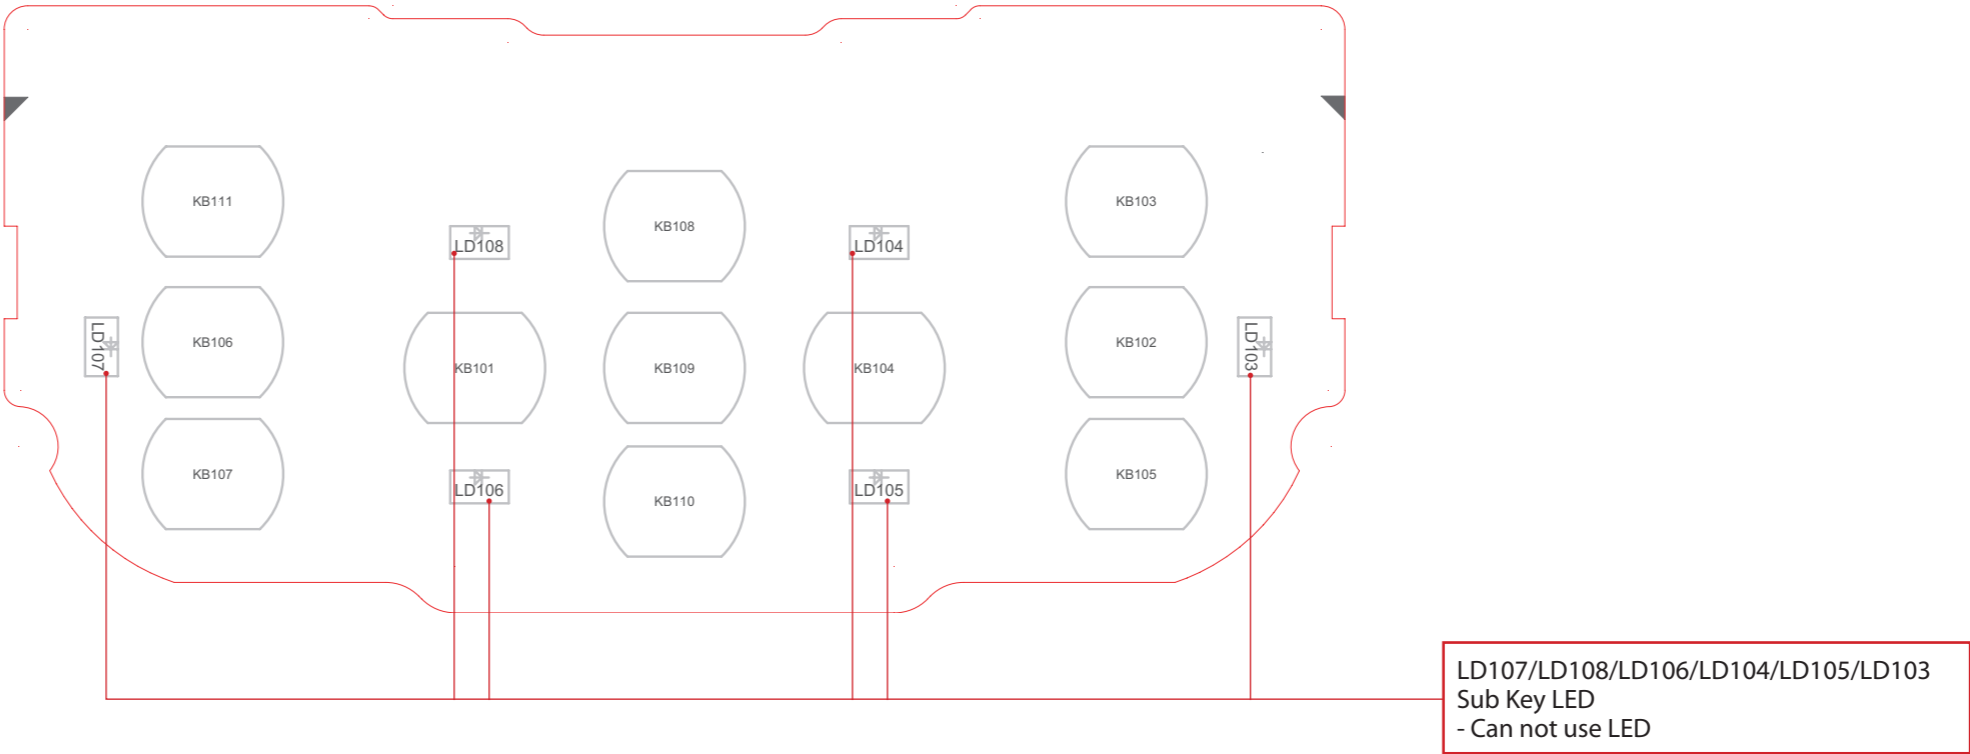 KB111
KB103
KB108
LD108
LD104
LD107
KB106
KB102
LD103
KB101
KB109
KB104
KB107
KB105
LD106
LD105
KB110
LD107/LD108/LD106/LD104/LD105/LD103
Sub Key LED
- Can not use LED